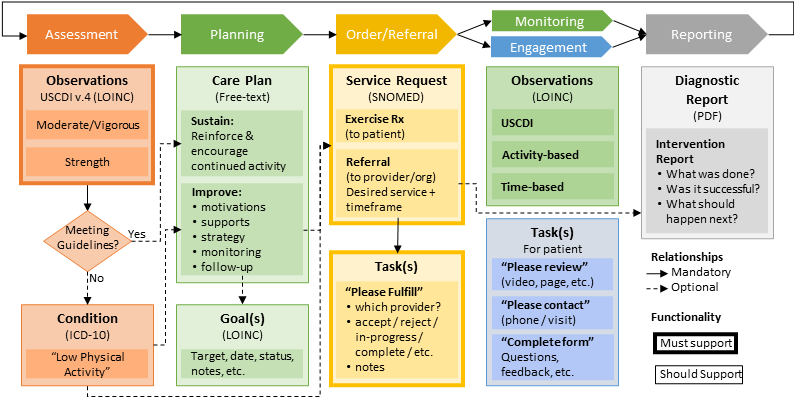 Assessment
Planning
Order/Referral
Monitoring
Engagement
Reporting
Observations
USCDI v.4 (LOINC)
Moderate/Vigorous
Strength
Meeting
Guidelines?
Yes
No
Condition
(ICD-10)
“Low Physical
Activity”
Care Plan
(Free-text)
Sustain:
Reinforce &
encourage
continued activity
Improve:
• motivations
• supports
• strategy
• monitoring
• follow-up
Goal(s)
(LOINC)
Target, date, status,
notes, etc.
Service Request
(SNOMED)
Exercise Rx
(to patient)
Referral
(to provider/org)
Desired service +
timeframe
Task(s)
“Please Fulfill”
• which provider?
• accept / reject /
in-progress /
complete / etc.
• notes
Observations
(LOINC)
USCDI
Activity-based
Time-based
Task(s)
For patient
“Please review”
(video, page, etc.)
“Please contact”
(phone / visit)
“Complete form”
Questions,
feedback, etc.
Diagnostic
Report
(PDF)
Intervention
Report
• What was done?
• Was it successful?
• What should
happen next?
Relationships
Mandatory
Optional
Functionality
Must support
Should Support